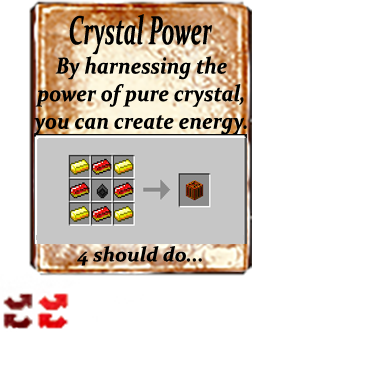 Crystal Power
By harnessing the
power of pure crystal,
you can create energy.
4 should do...